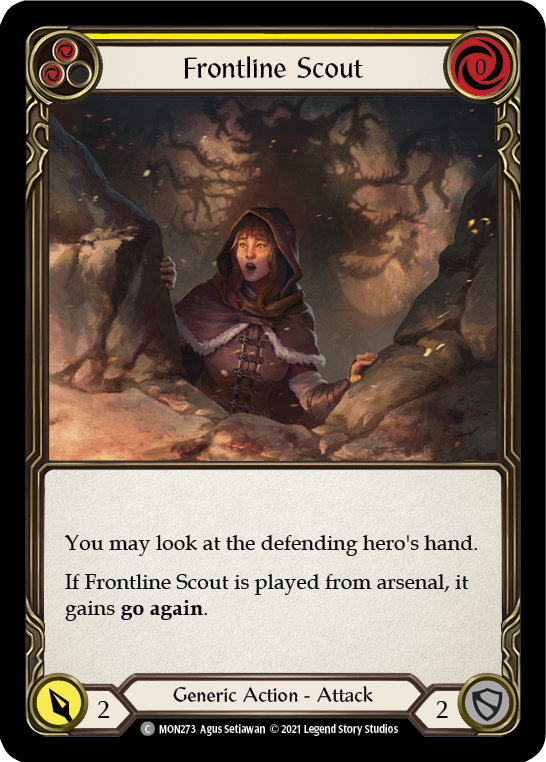 Frontline Scout
0
You may look at the defending hero's hand.
If Frontline Scout is played from arsenal, it
gains go again.
2
Generic Action - Attack
2
C MON273 Agus Setiawan © 2021 Legend Story Studios